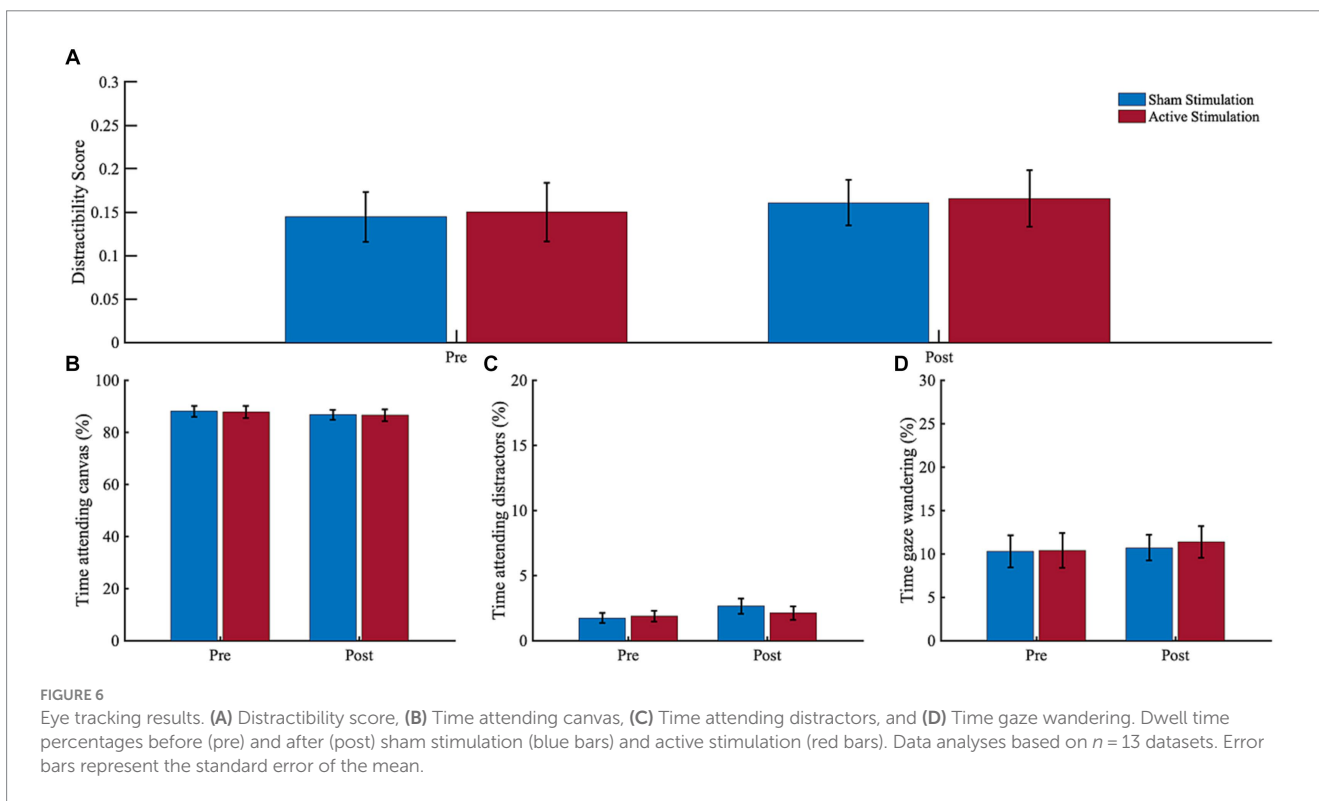 A
0.3
0.25
0.2
0.15
0.1
0.05
0
Distractibility Score
Sham Stimulation
Active Stimulation
Pre
Post
B
100
80
60
40
20
0
Time attending canvas (%)
Pre
Post
C
20
15
10
5
0
Time attending distractors (%)
Pre
Post
D
30
25
20
15
10
5
0
Time gaze wandering (%)
Pre
Post
FIGURE 6
Eye tracking results. (A) Distractibility score, (B) Time attending canvas, (C) Time attending distractors, and (D) Time gaze wandering. Dwell time
percentages before (pre) and after (post) sham stimulation (blue bars) and active stimulation (red bars). Data analyses based on n = 13 datasets. Error
bars represent the standard error of the mean.